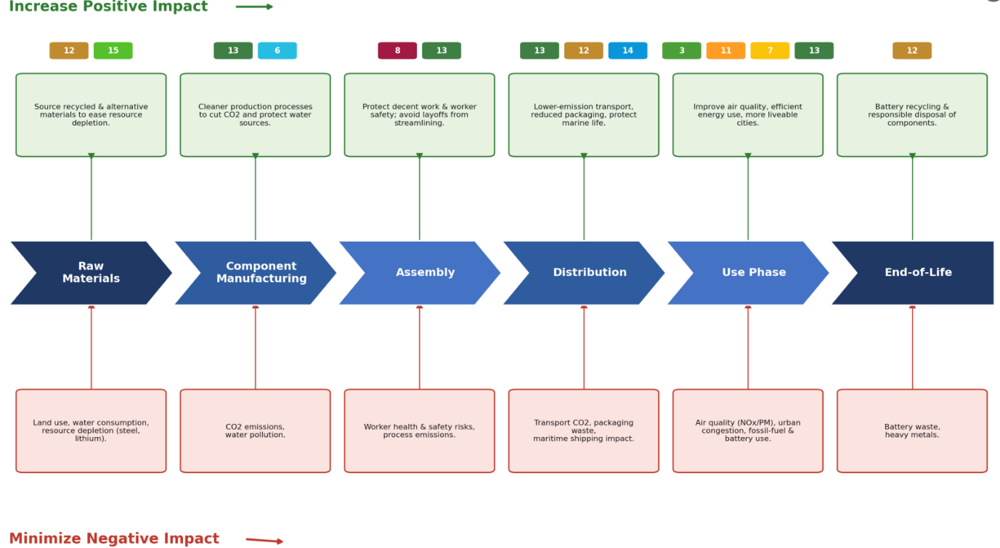 Increase Positive Impact
12 15 13 6 8 13 13 12 14 3 11 7 13 12
Source recycled & alternative
materials to ease resource
depletion.
Cleaner production processes
to cut CO2 and protect water
sources.
Protect decent work & worker
safety; avoid layoffs from
streamlining.
Lower-emission transport,
reduced packaging, protect
marine life.
Improve air quality, efficient
energy use, more liveable
cities.
Battery recycling &
responsible disposal of
components.
Raw
Materials
Component
Manufacturing
Assembly
Distribution
Use Phase
End-of-Life
Land use, water consumption,
resource depletion (steel,
lithium).
CO2 emissions,
water pollution.
Worker health & safety risks,
process emissions.
Transport CO2, packaging
waste,
maritime shipping impact.
Air quality (NOx/PM), urban
congestion, fossil-fuel &
battery use.
Battery waste,
heavy metals.
Minimize Negative Impact